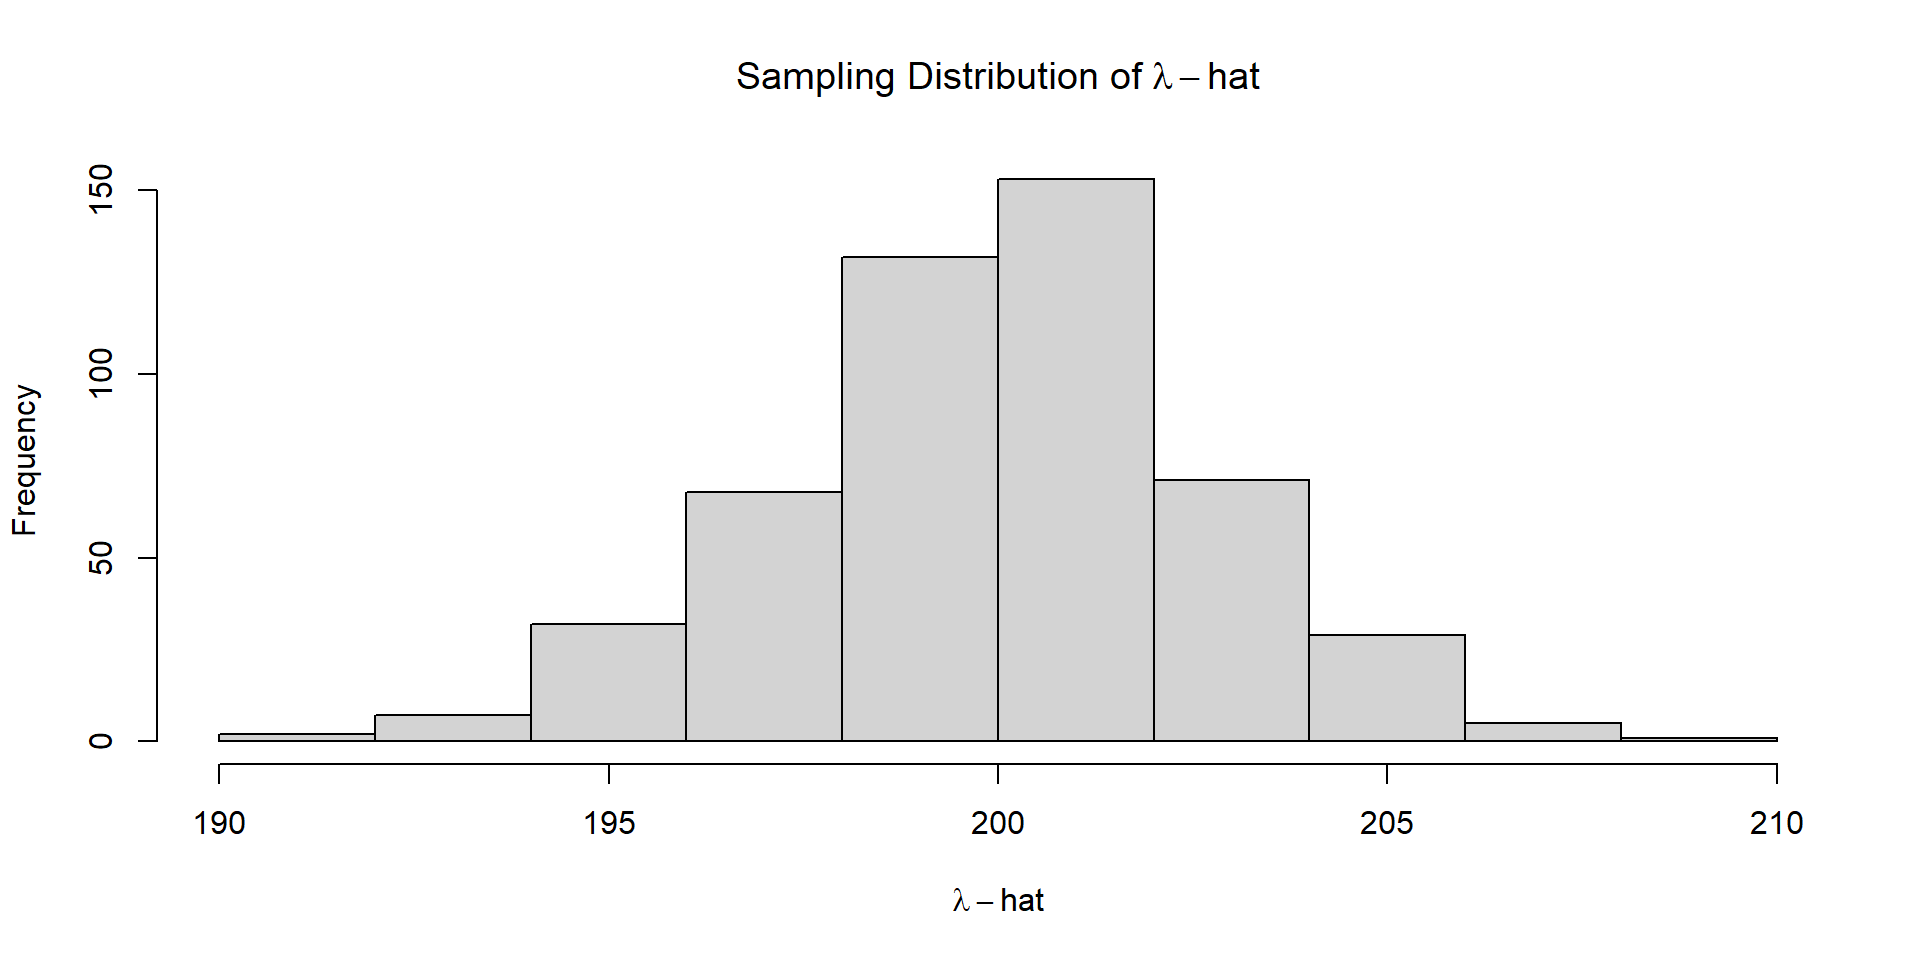 Sampling Distribution of λ − hat
Frequency
150
100
50
0
190 195 200 205 210
λ − hat